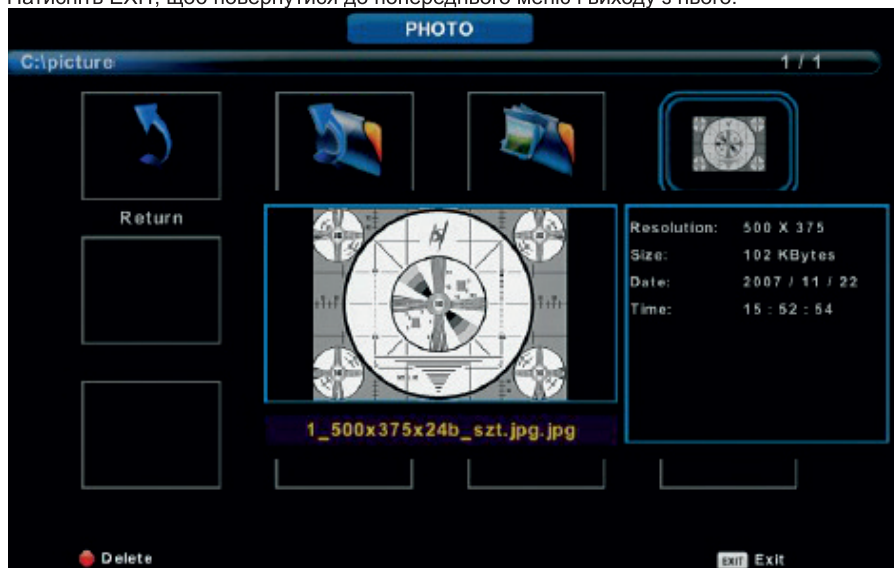 Натисніть EXIT, щоб повернутися до попереднього меню і виходу з нього.
PHOTO
C:\picture
1 / 1
Return
Resolution: 500 X 375
Size: 102 KBytes
Date: 2007 / 11 / 22
Time: 15 : 52 : 54
1_500x375x24b_szt.jpg.jpg
Delete
EXIT Exit